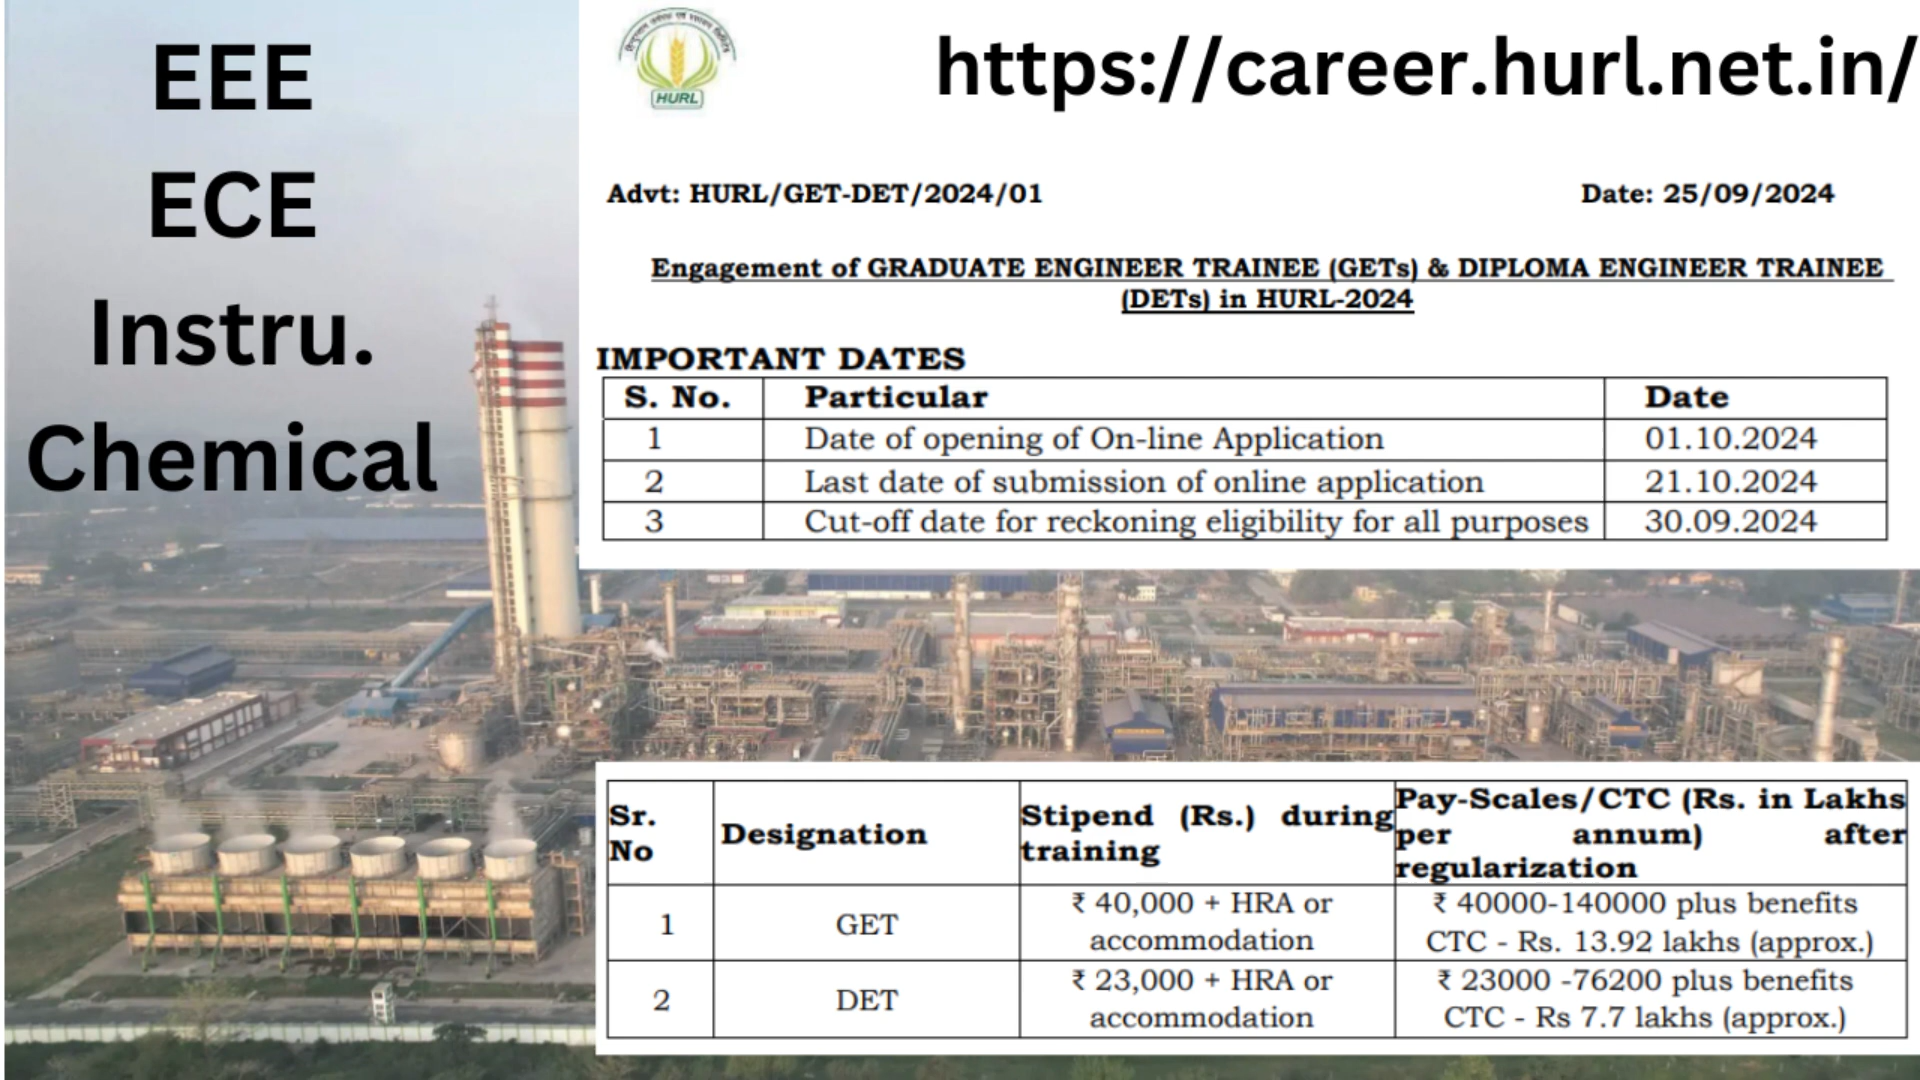 EEE
ECE
Instru.
Chemical
HURL
https://career.hurl.net.in/
Advt: HURL/GET-DET/2024/01 Date: 25/09/2024
Engagement of GRADUATE ENGINEER TRAINEE (GETs) & DIPLOMA ENGINEER TRAINEE
(DETs) in HURL-2024
IMPORTANT DATES
S. No. Particular Date
1 Date of opening of On-line Application 01.10.2024
2 Last date of submission of online application 21.10.2024
3 Cut-off date for reckoning eligibility for all purposes 30.09.2024
Sr. No Designation Stipend (Rs.) during training Pay-Scales/CTC (Rs. in Lakhs per annum) after regularization
1 GET ₹ 40,000 + HRA or accommodation ₹ 40000-140000 plus benefits CTC - Rs. 13.92 lakhs (approx.)
2 DET ₹ 23,000 + HRA or accommodation ₹ 23000 -76200 plus benefits CTC - Rs 7.7 lakhs (approx.)